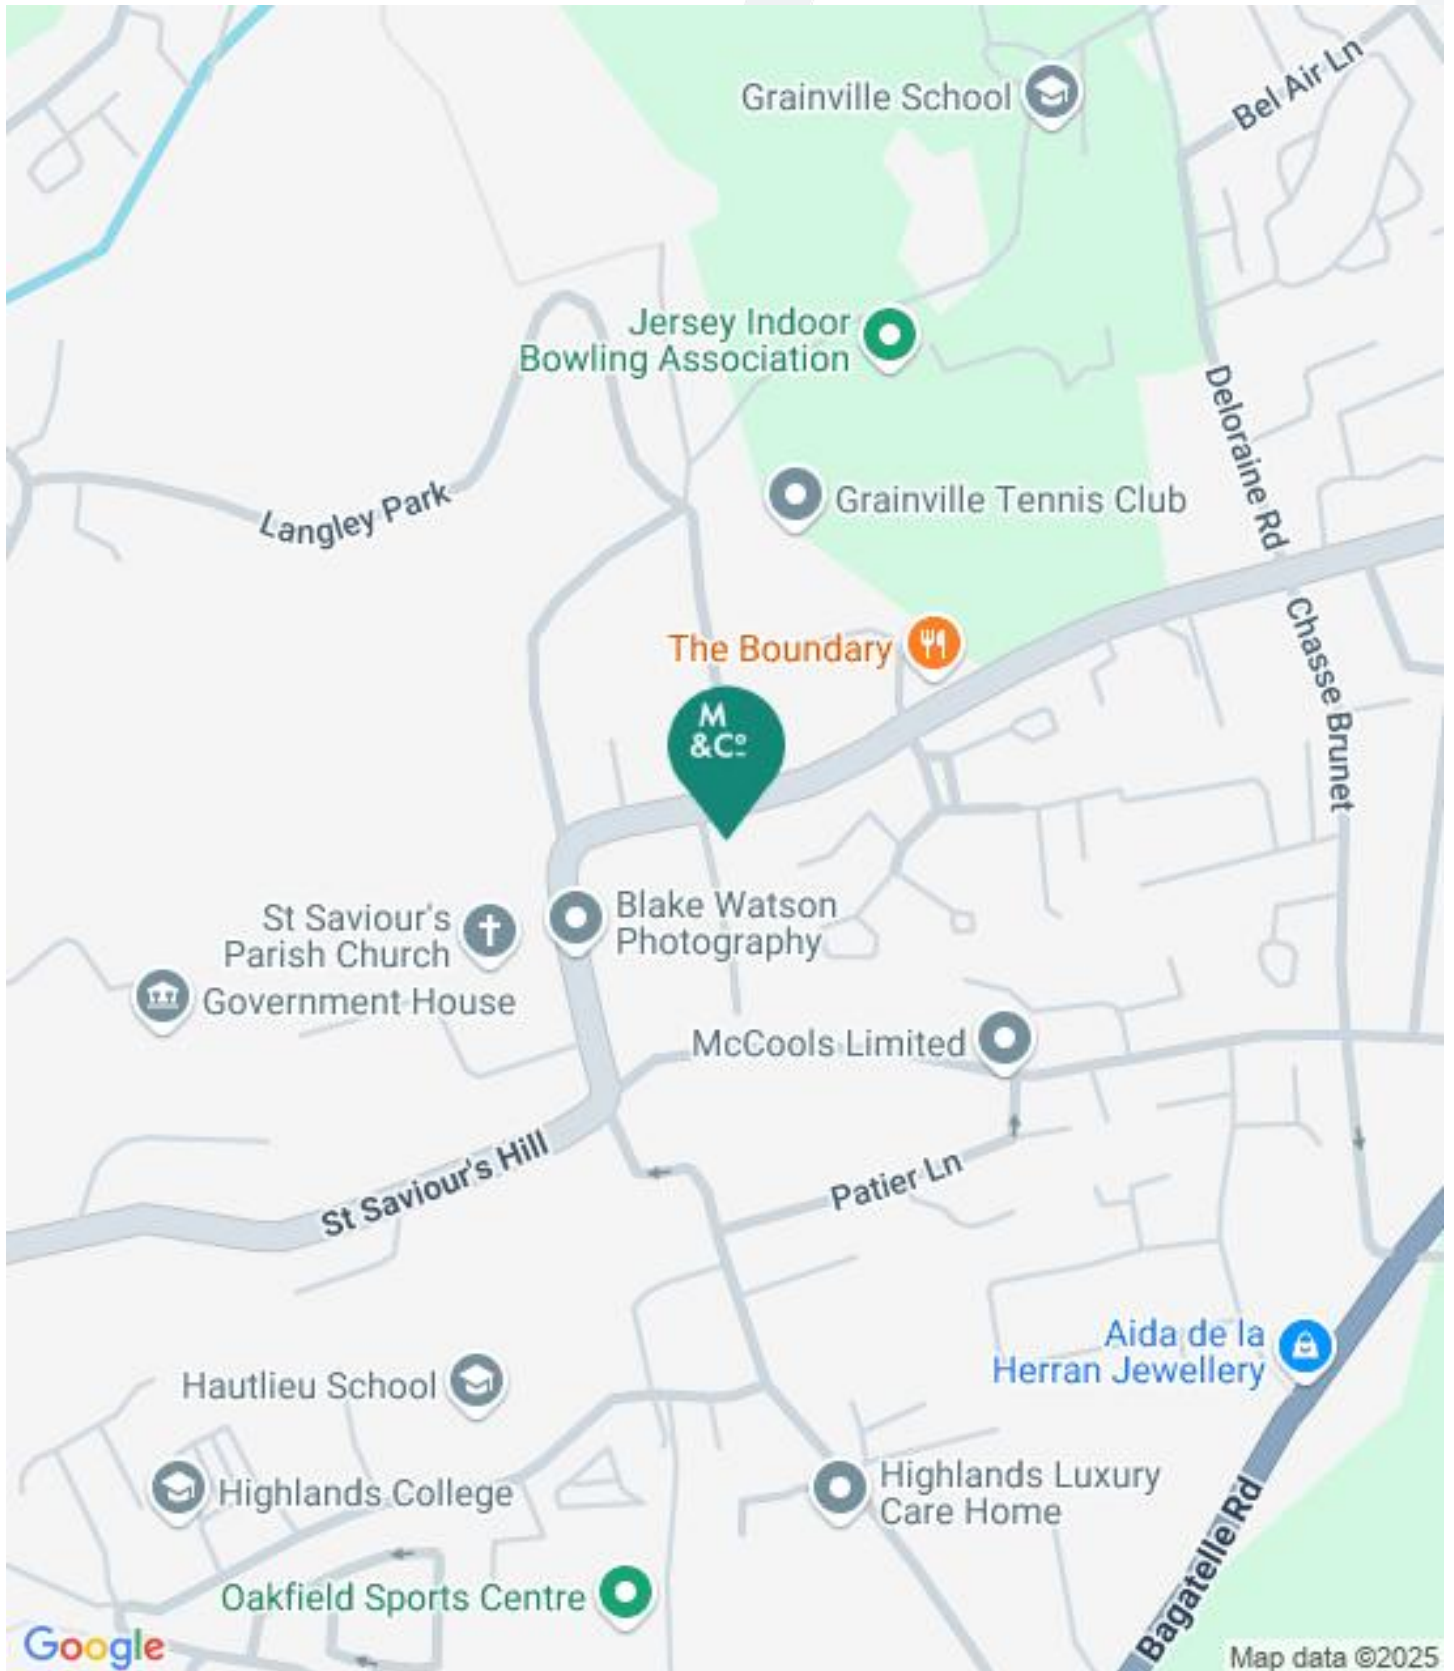 Grainville School
Bel Air Ln
Jersey Indoor
Bowling Association
Deloraine Rd
Langley Park
Grainville Tennis Club
The Boundary
Chasse Brunet
M
&Co
Blake Watson
Photography
St Saviour's
Parish Church
Government House
McCools Limited
St Saviour's Hill
Patier Ln
Aida de la
Herran Jewellery
Hautlieu School
Highlands College
Highlands Luxury
Care Home
Oakfield Sports Centre
Bagatelle Rd
Google
Map data ©2025